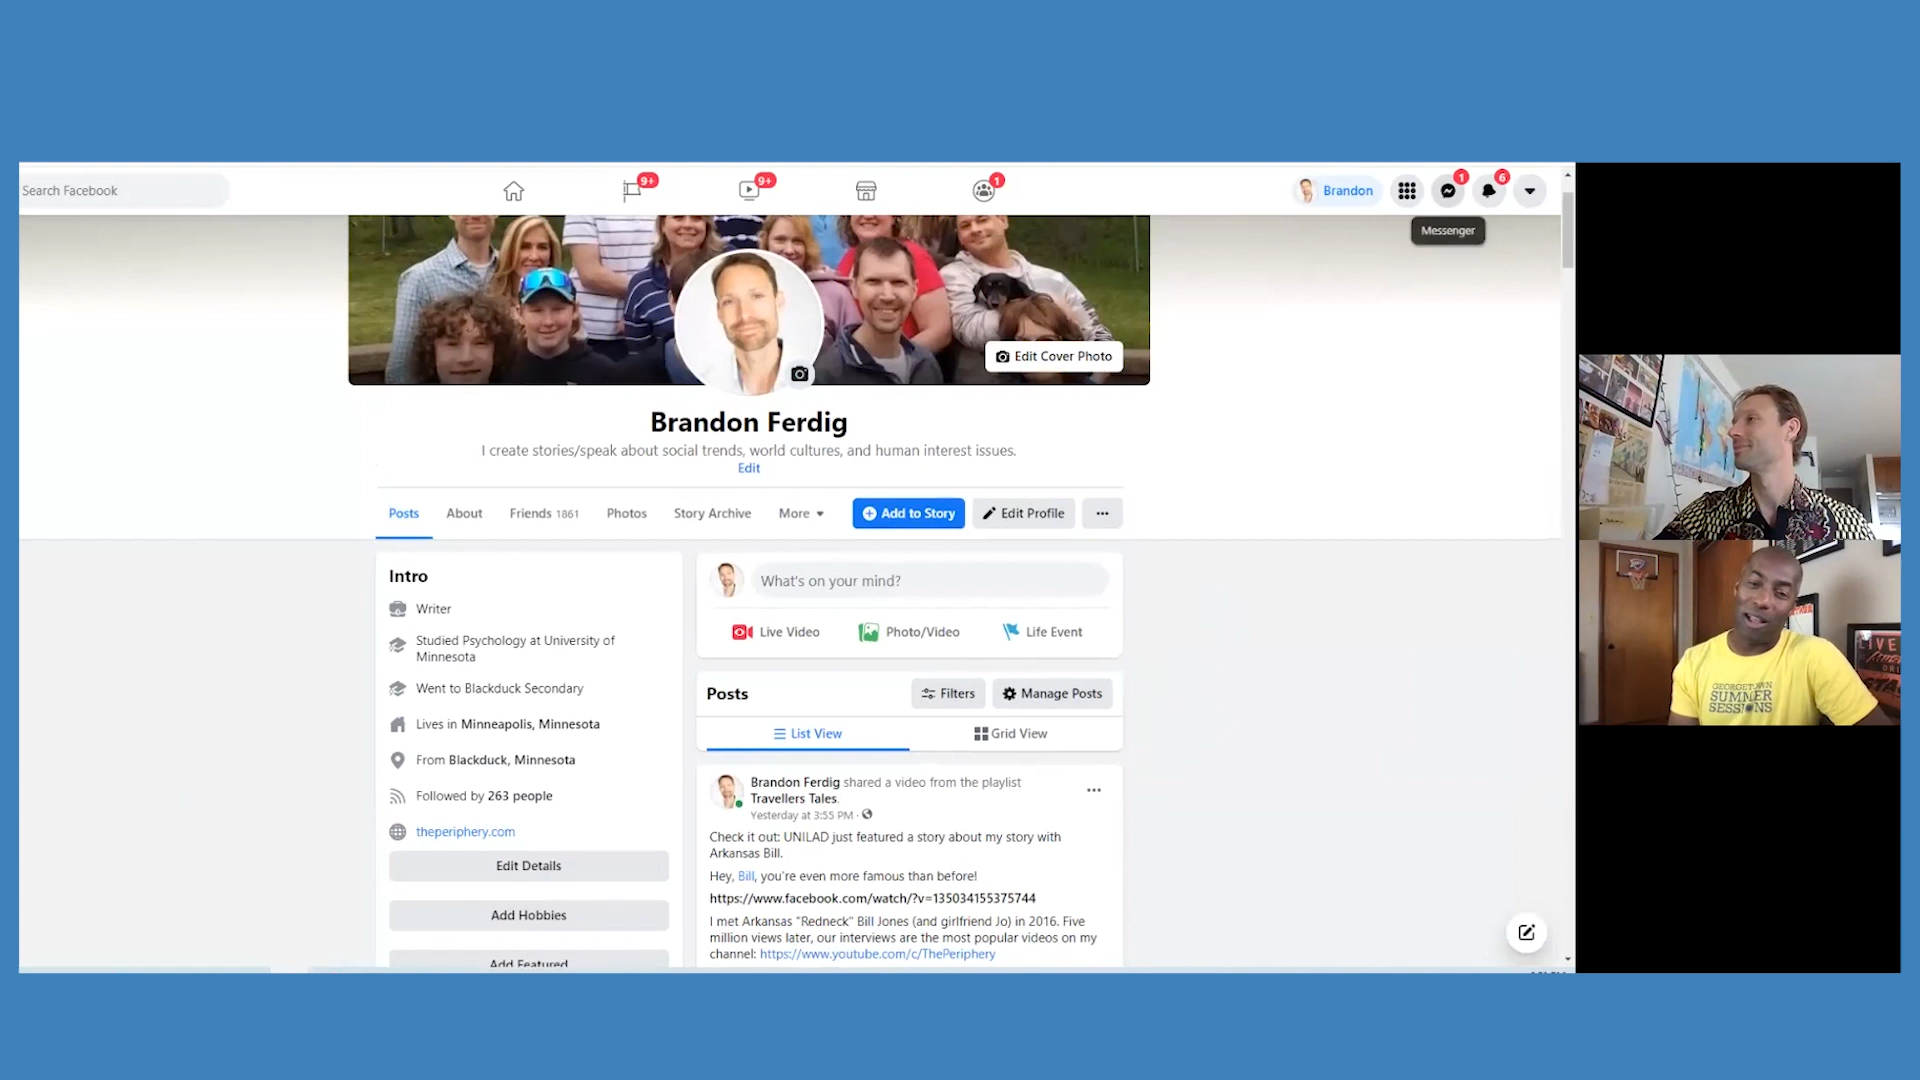 Search Facebook
9+
9+
1
Brandon
1
6
Messenger
Edit Cover Photo
Brandon Ferdig
I create stories/speak about social trends, world cultures, and human interest issues.
Edit
Posts
About
Friends 1861
Photos
Story Archive
More
Add to Story
Edit Profile
Intro
Writer
Studied Psychology at University of
Minnesota
Went to Blackduck Secondary
Lives in Minneapolis, Minnesota
From Blackduck, Minnesota
Followed by 263 people
theperiphery.com
Edit Details
Add Hobbies
Add Featured
What's on your mind?
Live Video
Photo/Video
Life Event
Posts
Filters
Manage Posts
List View
Grid View
Brandon Ferdig shared a video from the playlist
Travellers Tales.
Yesterday at 3:55 PM ·
Check it out: UNILAD just featured a story about my story with
Arkansas Bill.
Hey, Bill, you're even more famous than before!
https://www.facebook.com/watch/?v=135034155375744
I met Arkansas "Redneck" Bill Jones (and girlfriend Jo) in 2016. Five
million views later, our interviews are the most popular videos on my
channel: https://www.youtube.com/c/ThePeriphery
GEORGETOWN
SUMMER
SESSIONS
LIVE